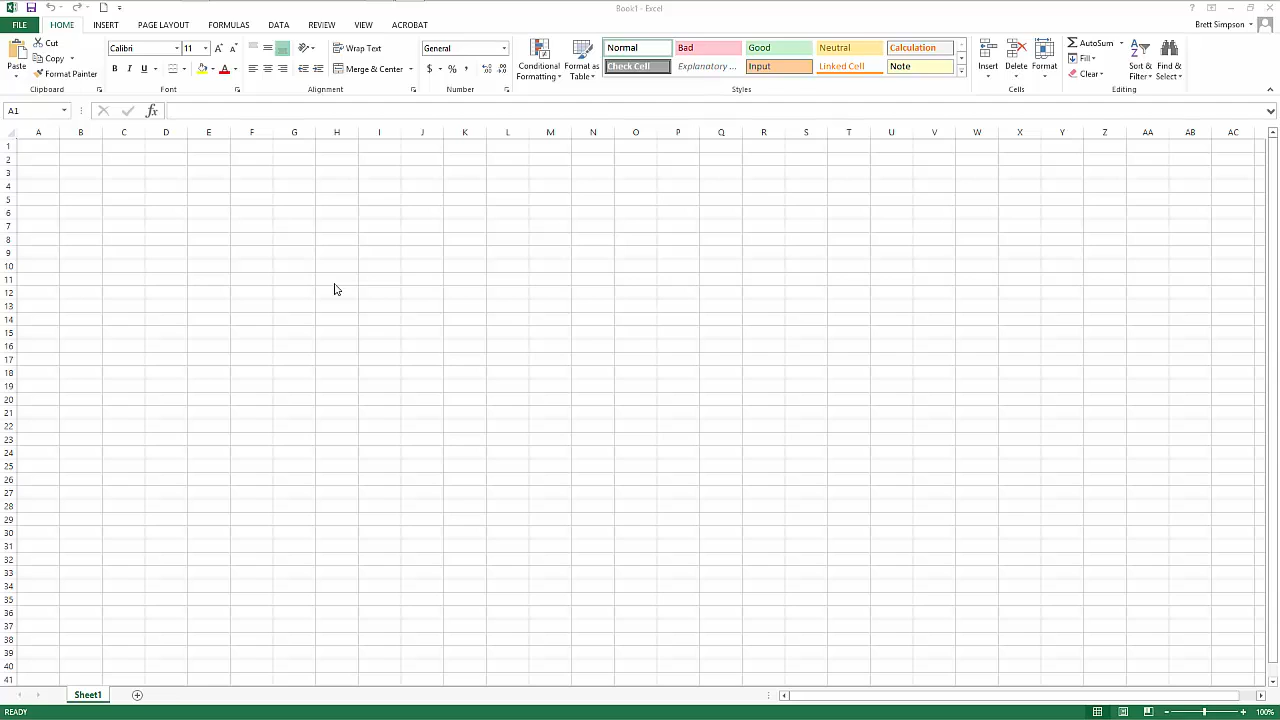 Book1 - Excel
FILE HOME INSERT PAGE LAYOUT FORMULAS DATA REVIEW VIEW ACROBAT Brett Simpson
Paste
Cut
Copy
Format Painter
Clipboard
Calibri 11
B I U
Font
Wrap Text
Merge & Center
Alignment
General
$ % ,
Number
Conditional Formatting
Format as Table
Normal Bad Good Neutral Calculation
Check Cell Explanatory ... Input Linked Cell Note
Styles
Insert Delete Format
Cells
AutoSum
Fill
Clear
Sort & Filter
Find & Select
Editing
A1 fx
A B C D E F G H I J K L M N O P Q R S T U V W X Y Z AA AB AC
1
2
3
4
5
6
7
8
9
10
11
12
13
14
15
16
17
18
19
20
21
22
23
24
25
26
27
28
29
30
31
32
33
34
35
36
37
38
39
40
41
Sheet1
READY 100%